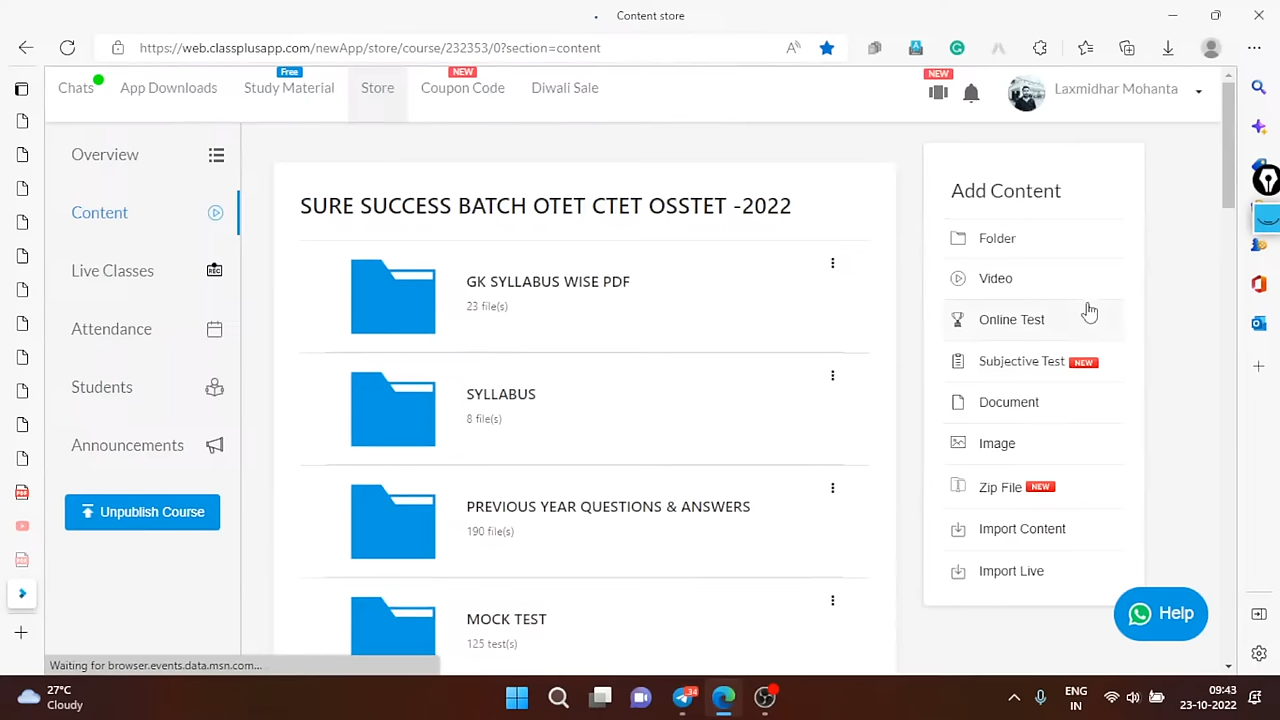 Content store
https://web.classplusapp.com/newApp/store/course/232353/0?section=content
Chats
App Downloads
Free
Study Material
Store
NEW
Coupon Code
Diwali Sale
NEW
Laxmidhar Mohanta
Overview
Content
Live Classes
REC
Attendance
Students
Announcements
Unpublish Course
SURE SUCCESS BATCH OTET CTET OSSTET -2022
GK SYLLABUS WISE PDF
23 file(s)
SYLLABUS
8 file(s)
PREVIOUS YEAR QUESTIONS & ANSWERS
190 file(s)
MOCK TEST
125 test(s)
Add Content
Folder
Video
Online Test
Subjective Test NEW
Document
Image
Zip File NEW
Import Content
Import Live
Help
Waiting for browser.events.data.msn.com...
27°C
Cloudy
34
ENG
IN
09:43
23-10-2022